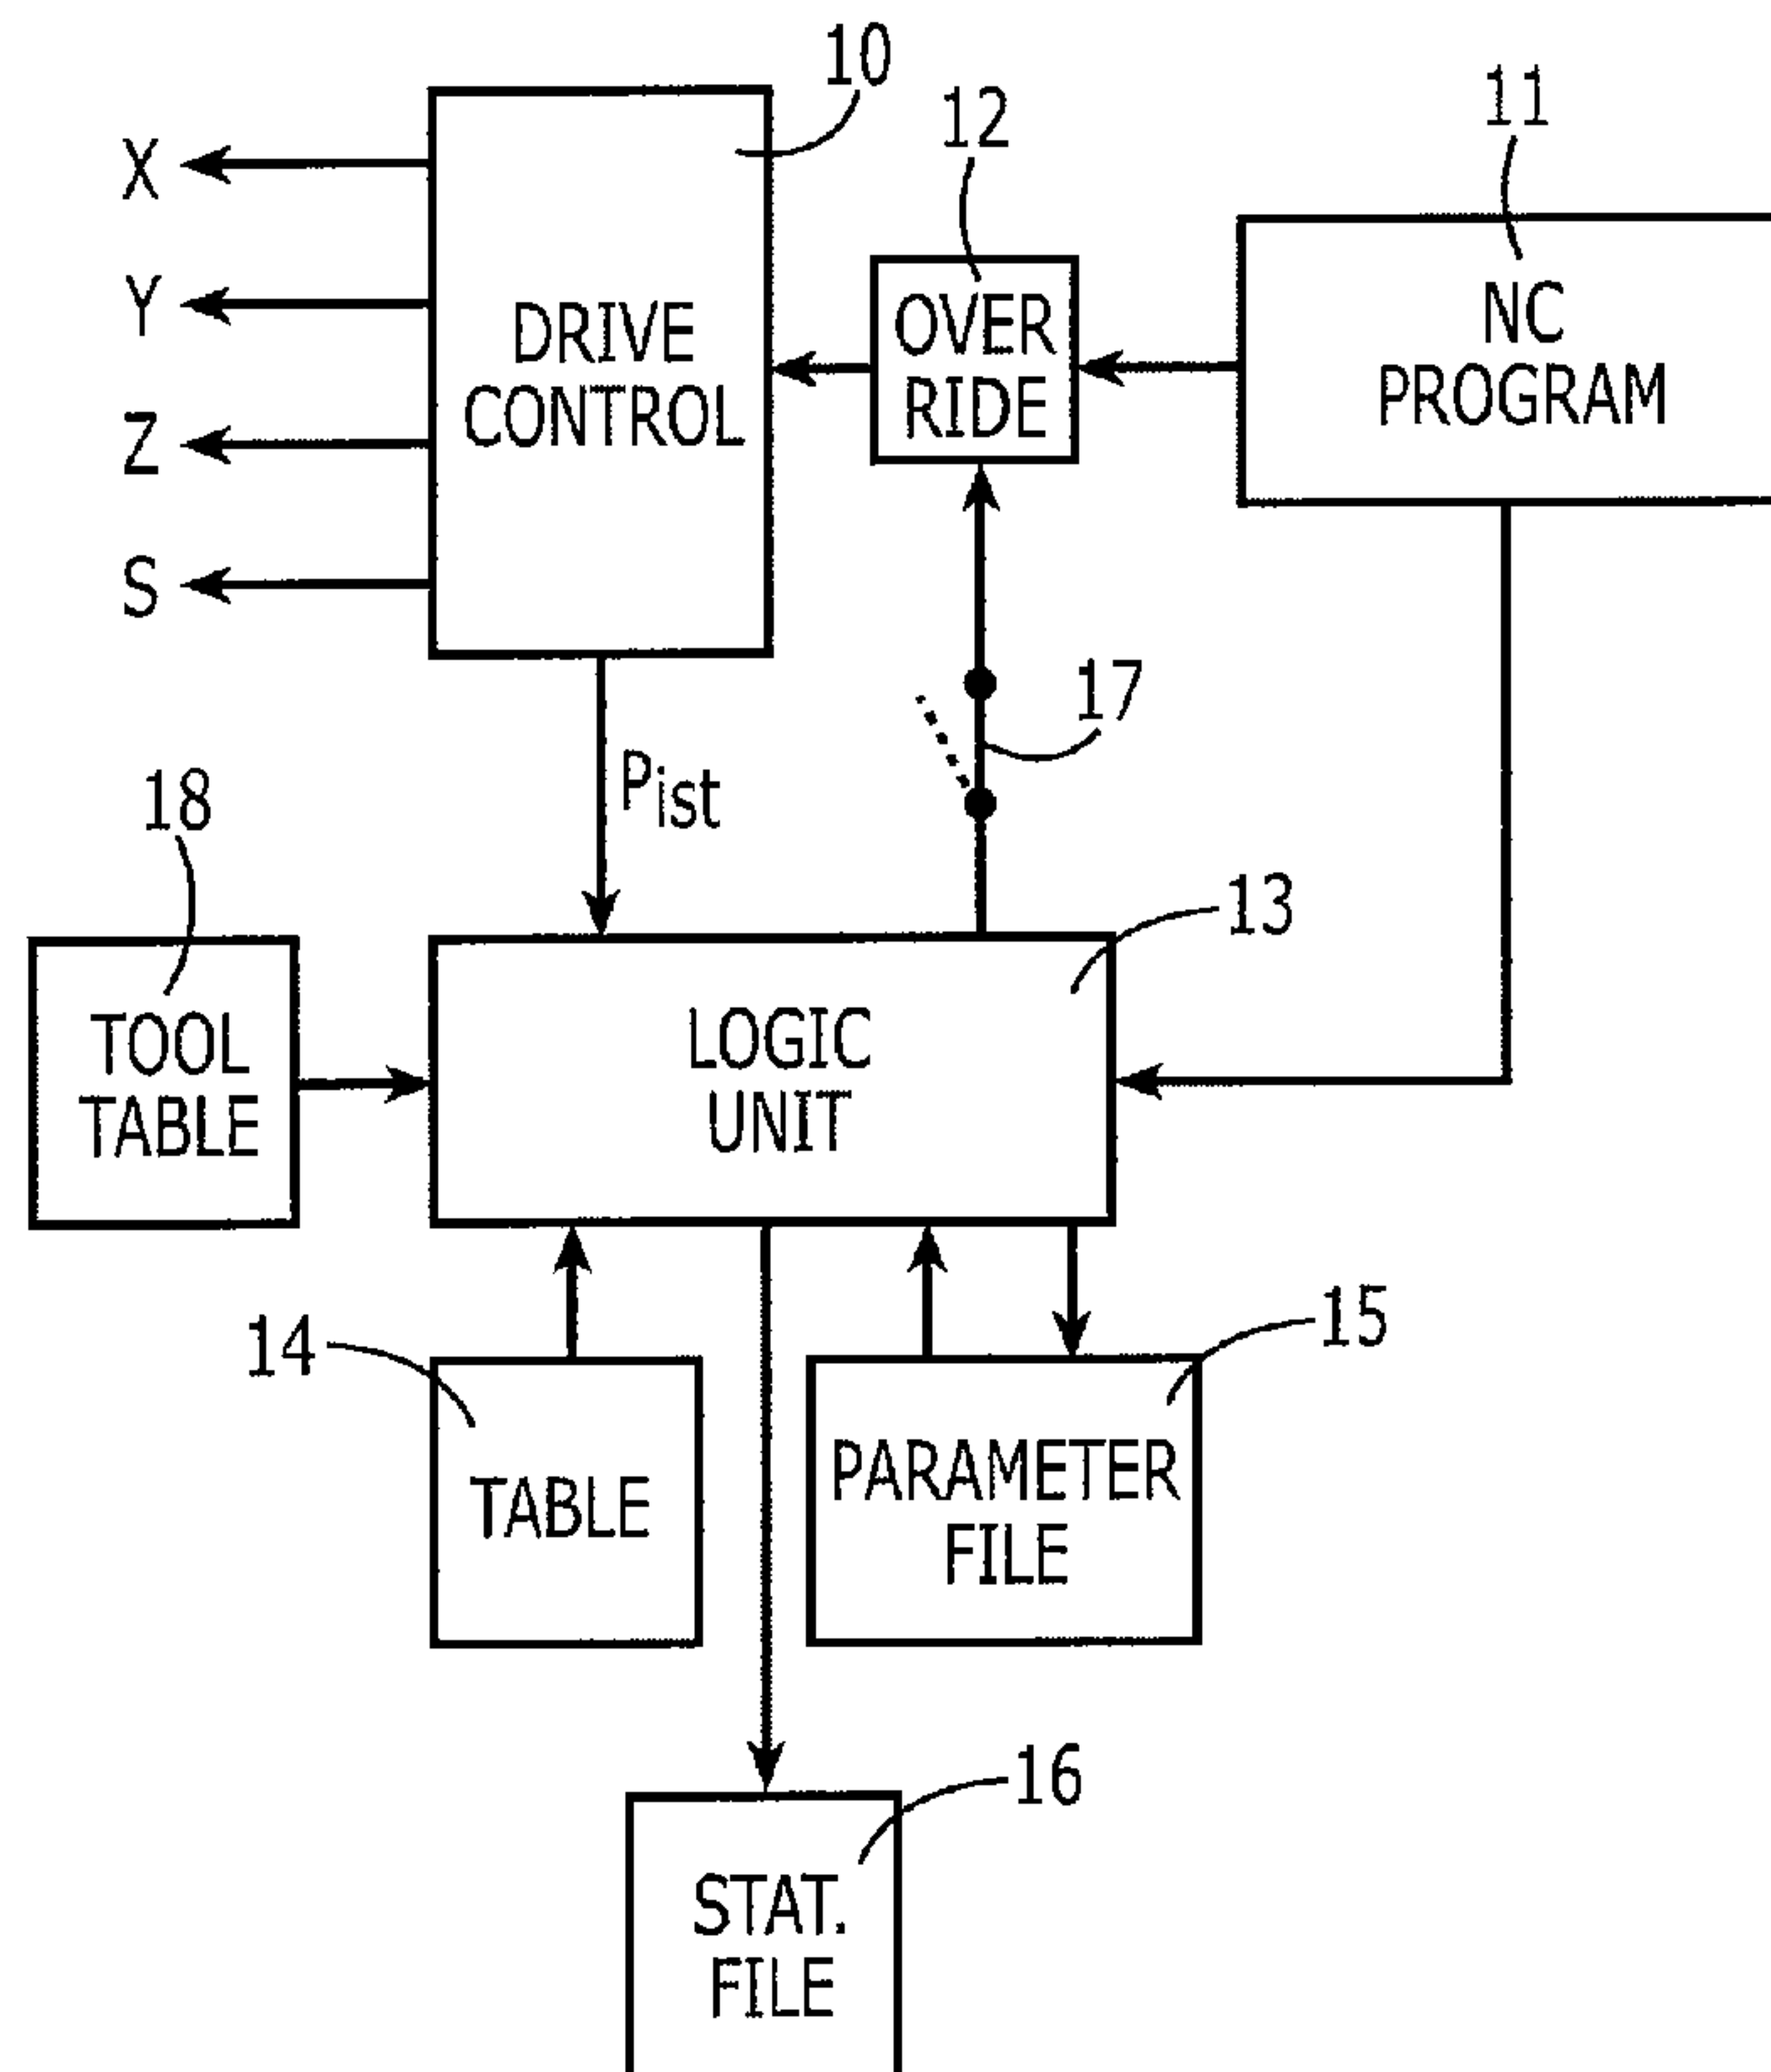 10
12
11
X
Y
Z
S
DRIVE
CONTROL
OVER
RIDE
NC
PROGRAM
17
Pist
18
13
TOOL
TABLE
LOGIC
UNIT
14
15
TABLE
PARAMETER
FILE
16
STAT.
FILE